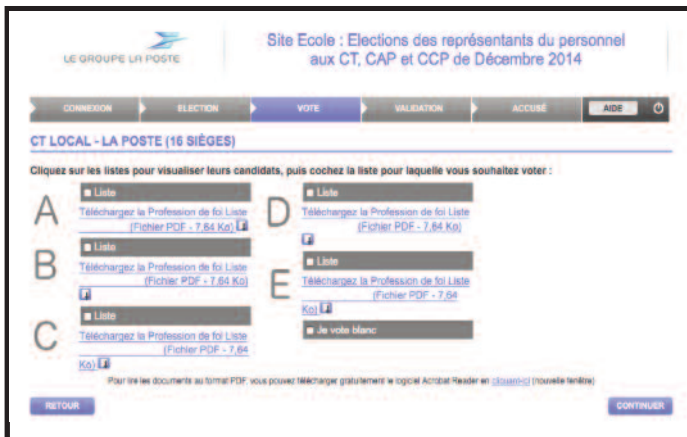 LE GROUPE LA POSTE
Site Ecole : Elections des représentants du personnel
aux CT, CAP et CCP de Décembre 2014
CONNEXION
ELECTION
VOTE
VALIDATION
ACCUSÉ
AIDE
CT LOCAL - LA POSTE (16 SIÈGES)
Cliquez sur les listes pour visualiser leurs candidats, puis cochez la liste pour laquelle vous souhaitez voter :
A
Liste
Téléchargez la Profession de foi Liste
(Fichier PDF - 7,64 Ko)
B
Liste
Téléchargez la Profession de foi Liste
(Fichier PDF - 7,64 Ko)
C
Liste
Téléchargez la Profession de foi Liste
(Fichier PDF - 7,64
Ko)
D
Liste
Téléchargez la Profession de foi Liste
(Fichier PDF - 7,64 Ko)
E
Liste
Téléchargez la Profession de foi Liste
(Fichier PDF - 7,64
Ko)
Je vote blanc
Pour lire les documents au format PDF, vous pouvez télécharger gratuitement le logiciel Acrobat Reader en cliquant-ci (nouvelle fenêtre)
RETOUR
CONTINUER